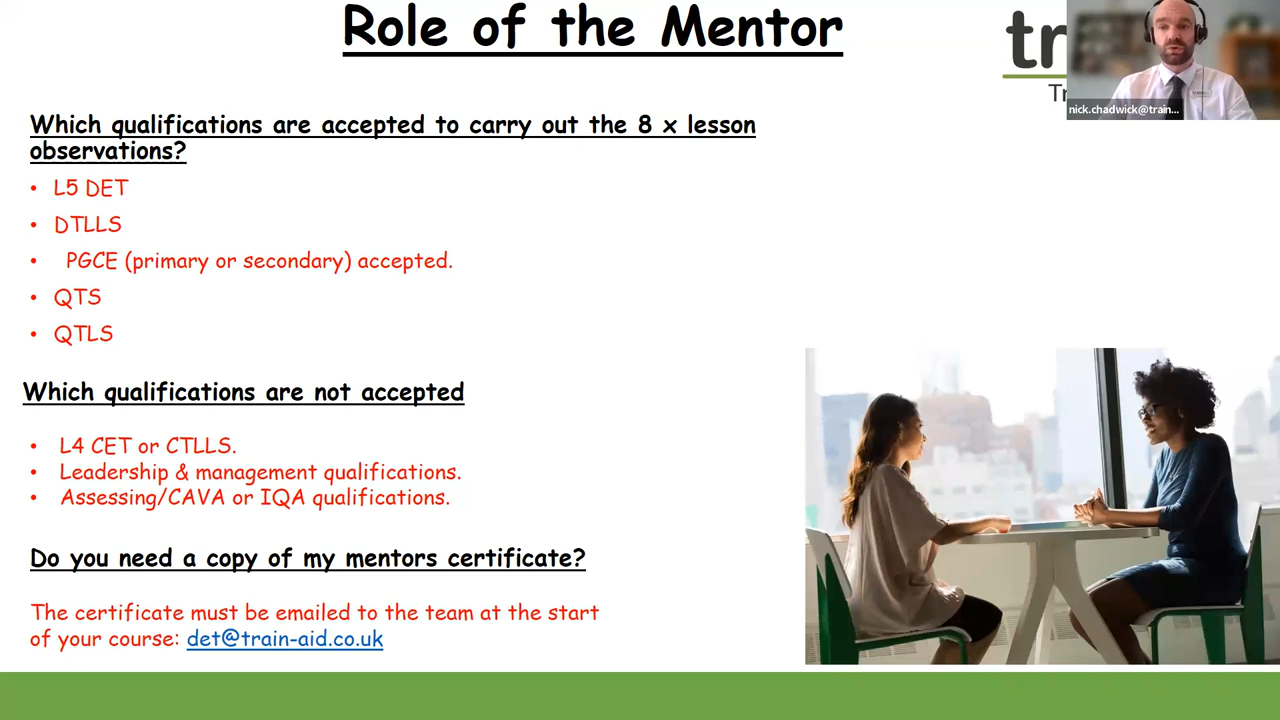 Role of the Mentor
tr
Tr
nick.chadwick@train...
Which qualifications are accepted to carry out the 8 x lesson
observations?
• L5 DET
• DTLLS
• PGCE (primary or secondary) accepted.
• QTS
• QTLS
Which qualifications are not accepted
• L4 CET or CTLLS.
• Leadership & management qualifications.
• Assessing/CAVA or IQA qualifications.
Do you need a copy of my mentors certificate?
The certificate must be emailed to the team at the start
of your course: det@train-aid.co.uk